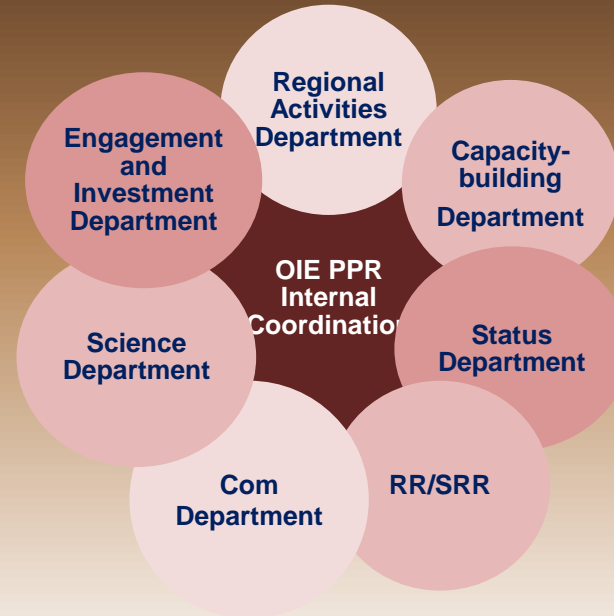 Regional
Activities
Department
Engagement
and
Investment
Department
Capacity-
building
Department
OIE PPR
Internal
Coordination
Science
Department
Status
Department
Com
Department
RR/SRR